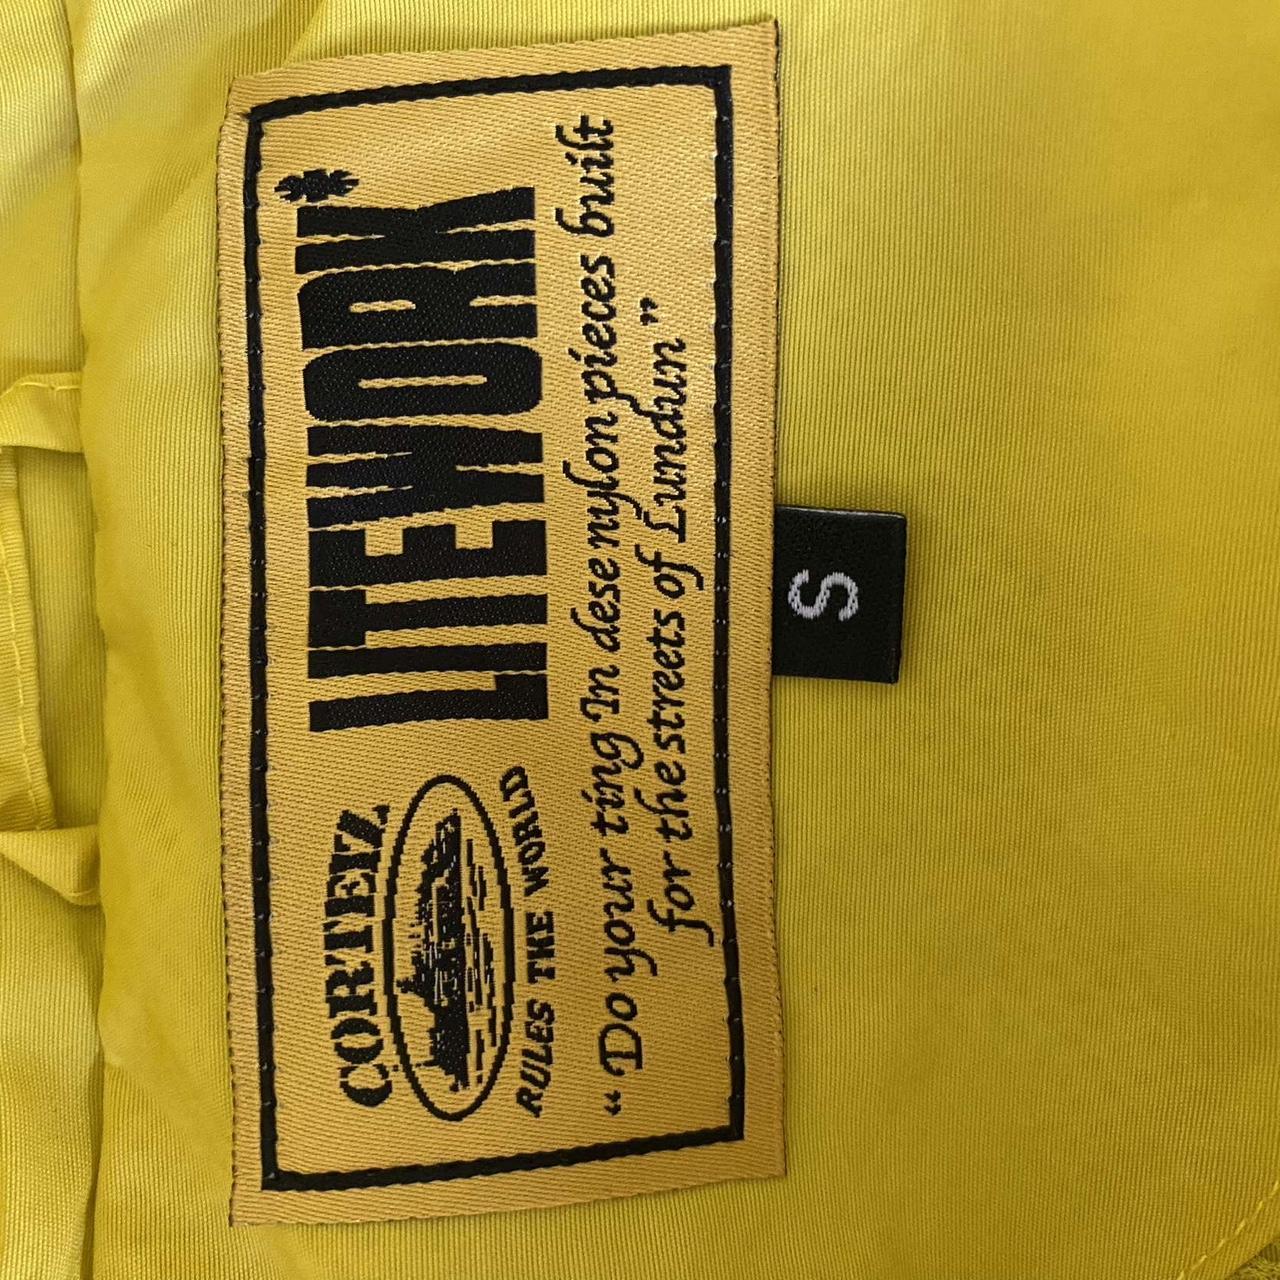 CORTEIZ
RULES THE WORLD
LITEWORK
“Do your ting In dese nylon pieces built
for the streets of Lundun”
S